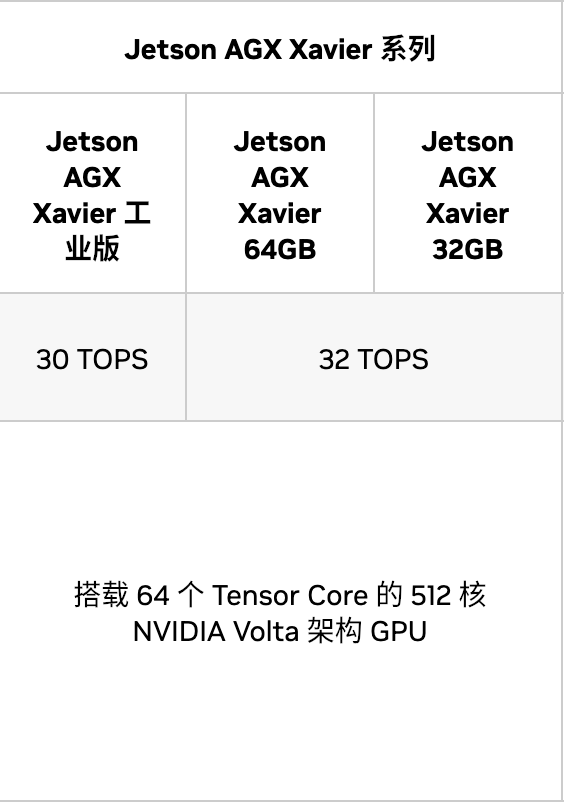 Jetson AGX Xavier 系列
Jetson
AGX
Xavier 工
业版
Jetson
AGX
Xavier
64GB
Jetson
AGX
Xavier
32GB
30 TOPS
32 TOPS
搭载 64 个 Tensor Core 的 512 核
NVIDIA Volta 架构 GPU